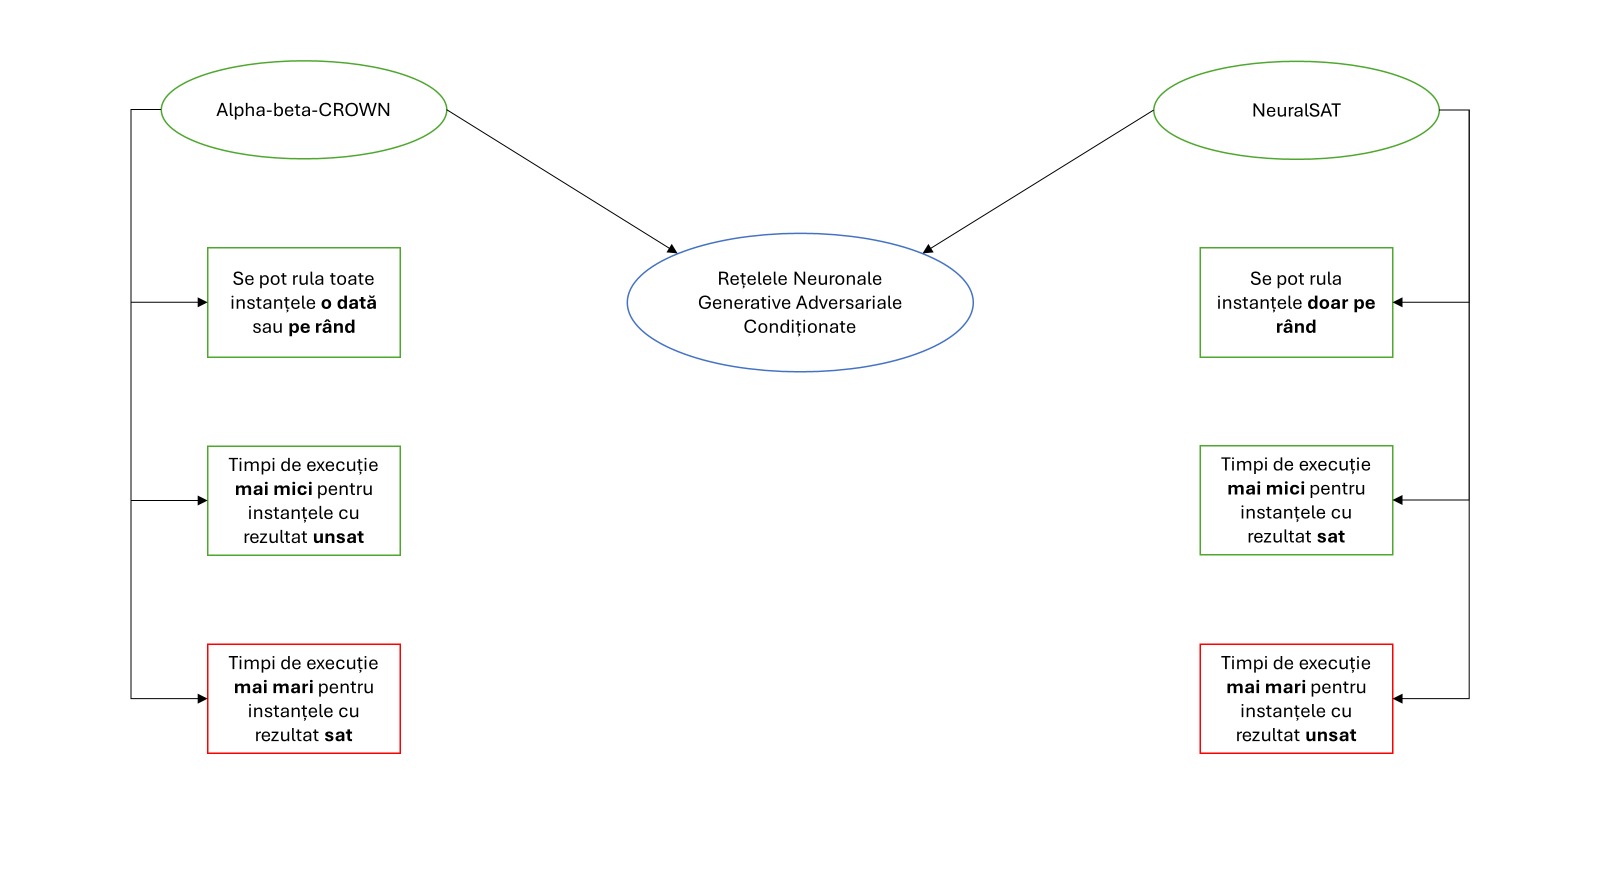 Alpha-beta-CROWN
NeuralSAT
Rețelele Neuronale
Generative Adversariale
Condiționate
Se pot rula toate
instanțele o dată
sau pe rând
Se pot rula
instanțele doar pe
rând
Timpi de execuție
mai mici pentru
instanțele cu
rezultat unsat
Timpi de execuție
mai mici pentru
instanțele cu
rezultat sat
Timpi de execuție
mai mari pentru
instanțele cu
rezultat sat
Timpi de execuție
mai mari pentru
instanțele cu
rezultat unsat